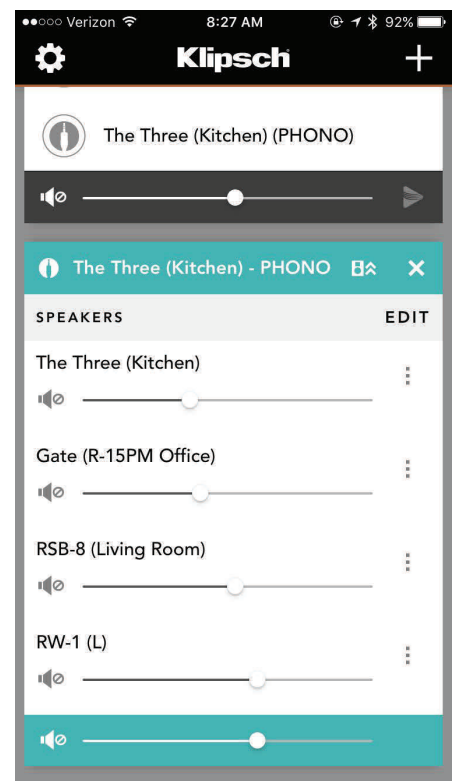 Verizon 8:27 AM 92%
Klipsch
The Three (Kitchen) (PHONO)
The Three (Kitchen) - PHONO
SPEAKERS EDIT
The Three (Kitchen)
Gate (R-15PM Office)
RSB-8 (Living Room)
RW-1 (L)